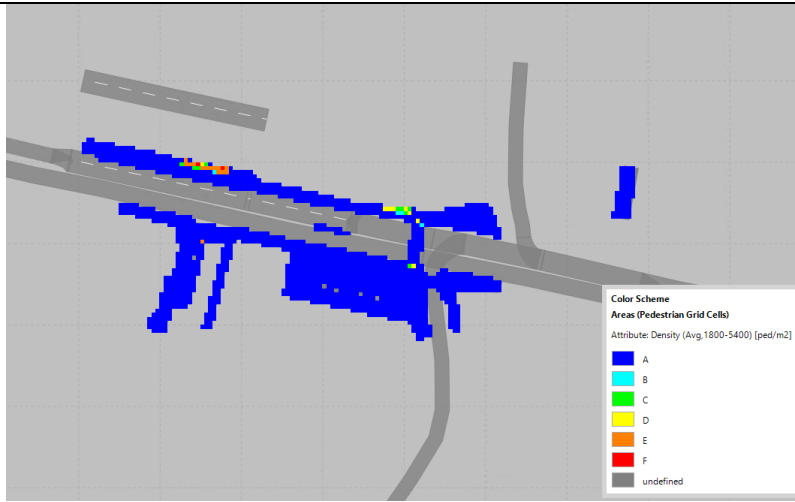 Color Scheme
Areas (Pedestrian Grid Cells)
Attribute: Density (Avg,1800-5400) [ped/m2]
A
B
C
D
E
F
undefined